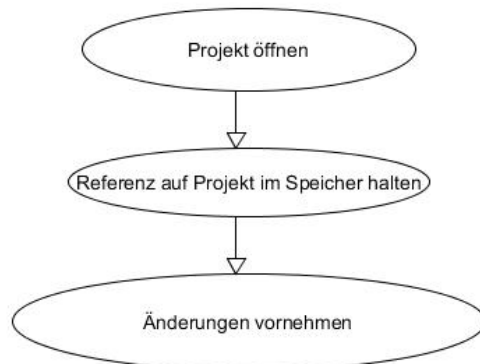 Projekt öffnen
Referenz auf Projekt im Speicher halten
Änderungen vornehmen